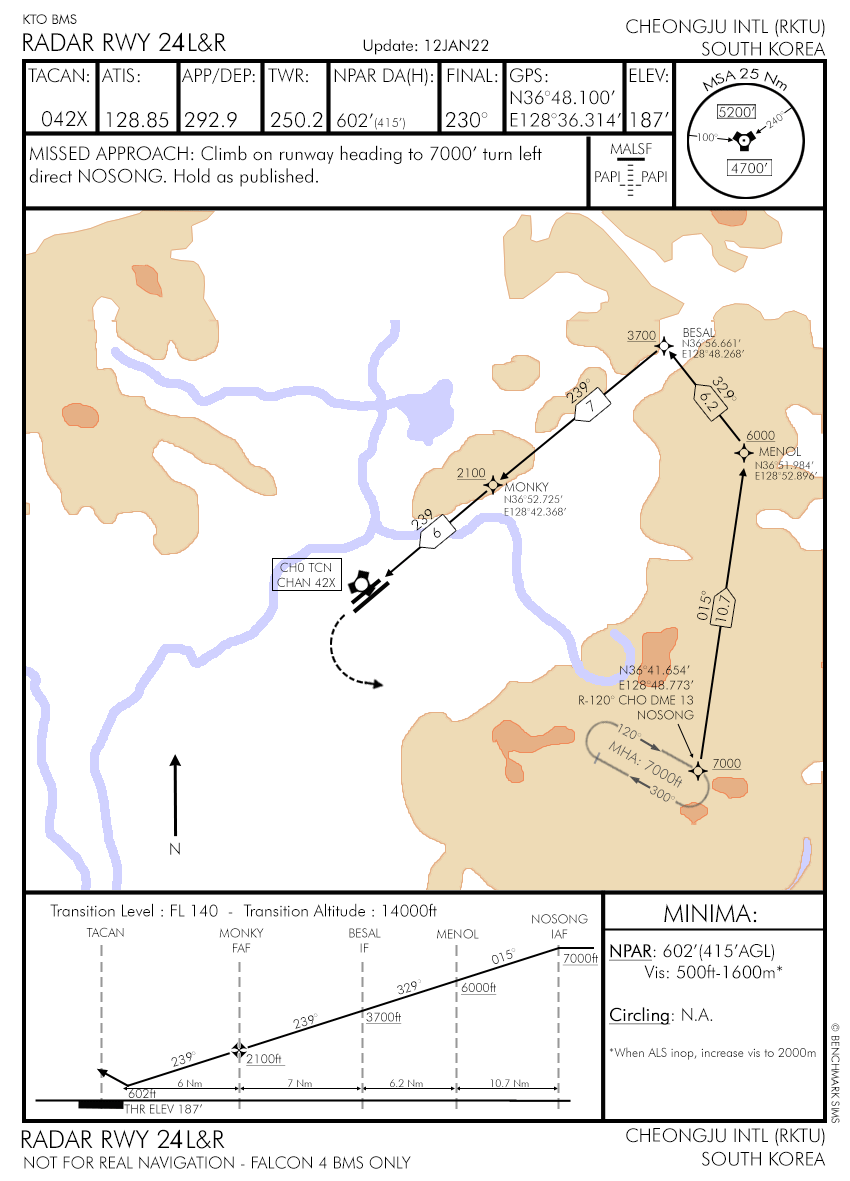 KTO BMS
RADAR RWY 24L&R
Update: 12JAN22
CHEONGJU INTL (RKTU)
SOUTH KOREA
TACAN:
042X
ATIS:
128.85
APP/DEP:
292.9
TWR:
250.2
NPAR DA(H):
602'(415')
FINAL:
230°
GPS:
N36°48.100'
E128°36.314'
ELEV:
187'
MSA 25 Nm
5200'
100°
240°
4700'
MISSED APPROACH: Climb on runway heading to 7000' turn left
direct NOSONG. Hold as published.
MALSF
PAPI
PAPI
3700
BESAL
N36°56.661'
E128°48.268'
239°
7
329°
6.2
6000
MENOL
N36°51.984'
E128°52.896'
2100
MONKY
N36°52.725'
E128°42.368'
239
6
CH0 TCN
CHAN 42X
015°
10.7
N36°41.654'
E128°48.773'
R-120° CHO DME 13
NOSONG
120°
MHA: 7000ft
300°
7000
N
Transition Level : FL 140 - Transition Altitude : 14000ft
TACAN
MONKY
FAF
BESAL
IF
MENOL
NOSONG
IAF
7000ft
015°
6000ft
329°
3700ft
239°
2100ft
239°
602ft
6 Nm
7 Nm
6.2 Nm
10.7 Nm
THR ELEV 187'
MINIMA:
NPAR: 602'(415'AGL)
Vis: 500ft-1600m*
Circling: N.A.
*When ALS inop, increase vis to 2000m
© BENCHMARK SIMS
RADAR RWY 24L&R
NOT FOR REAL NAVIGATION - FALCON 4 BMS ONLY
CHEONGJU INTL (RKTU)
SOUTH KOREA